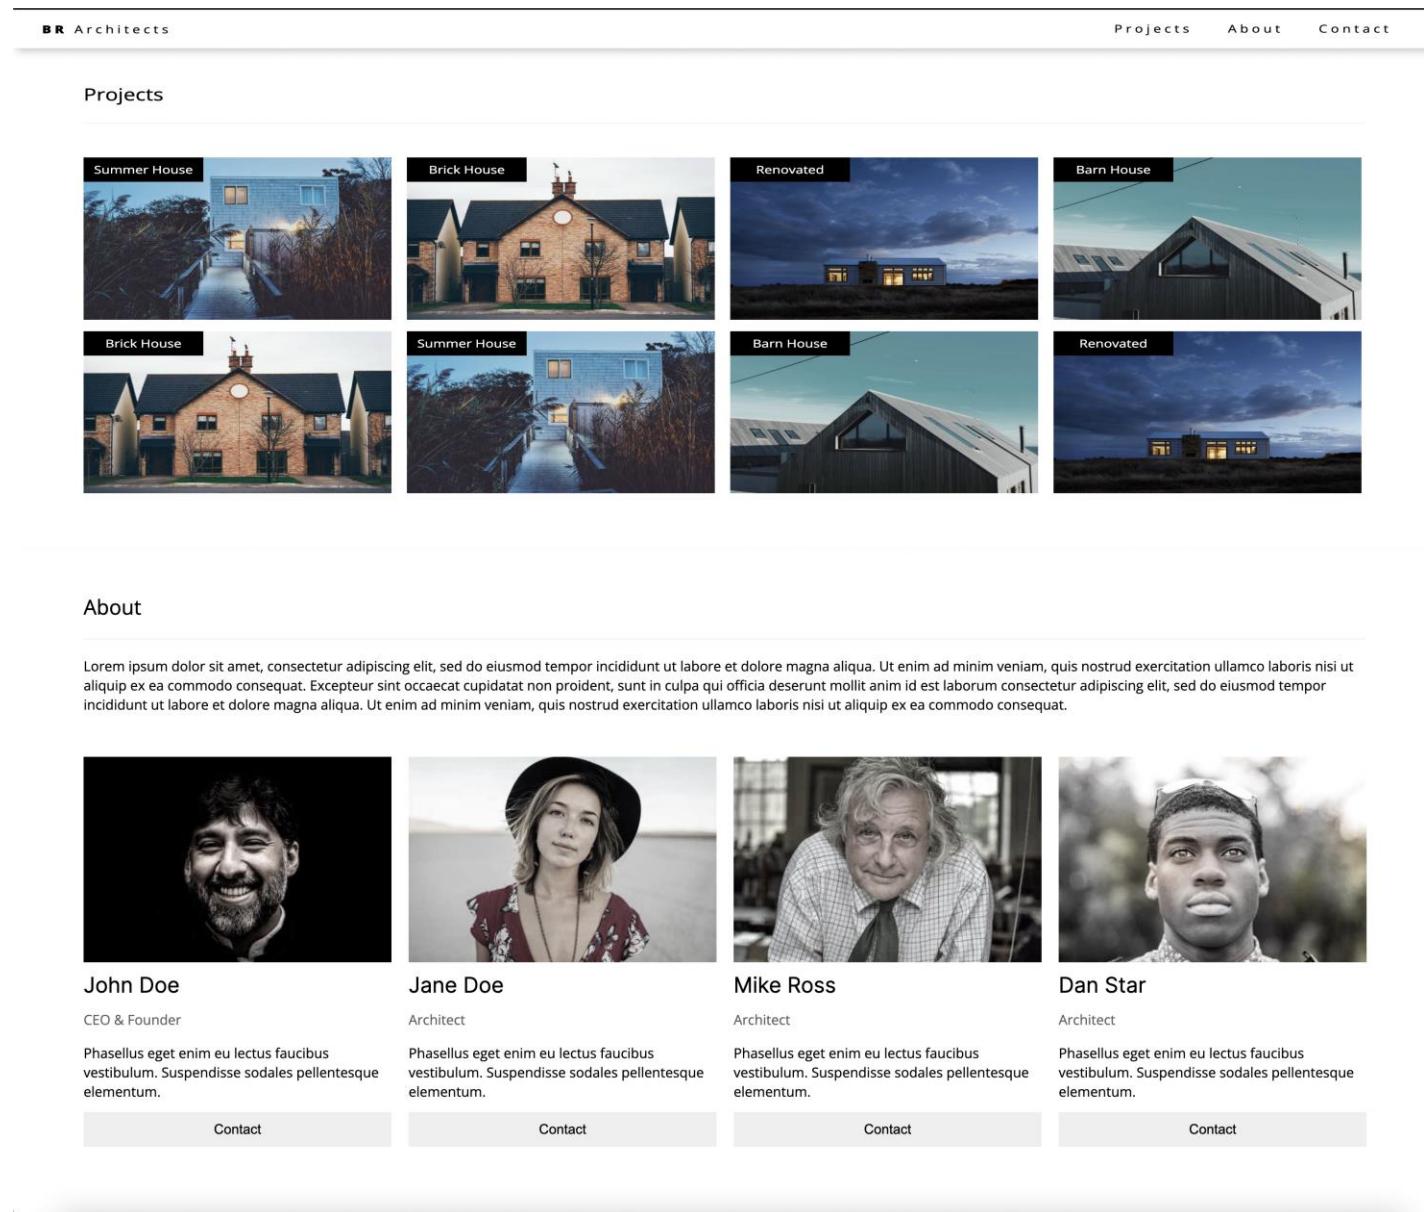 BR Architects
Projects About Contact
Projects
Summer House
Brick House
Renovated
Barn House
Brick House
Summer House
Barn House
Renovated
About
Lorem ipsum dolor sit amet, consectetur adipiscing elit, sed do eiusmod tempor incididunt ut labore et dolore magna aliqua. Ut enim ad minim veniam, quis nostrud exercitation ullamco laboris nisi ut
aliquip ex ea commodo consequat. Excepteur sint occaecat cupidatat non proident, sunt in culpa qui officia deserunt mollit anim id est laborum consectetur adipiscing elit, sed do eiusmod tempor
incididunt ut labore et dolore magna aliqua. Ut enim ad minim veniam, quis nostrud exercitation ullamco laboris nisi ut aliquip ex ea commodo consequat.
John Doe
CEO & Founder
Phasellus eget enim eu lectus faucibus
vestibulum. Suspendisse sodales pellentesque
elementum.
Contact
Jane Doe
Architect
Phasellus eget enim eu lectus faucibus
vestibulum. Suspendisse sodales pellentesque
elementum.
Contact
Mike Ross
Architect
Phasellus eget enim eu lectus faucibus
vestibulum. Suspendisse sodales pellentesque
elementum.
Contact
Dan Star
Architect
Phasellus eget enim eu lectus faucibus
vestibulum. Suspendisse sodales pellentesque
elementum.
Contact